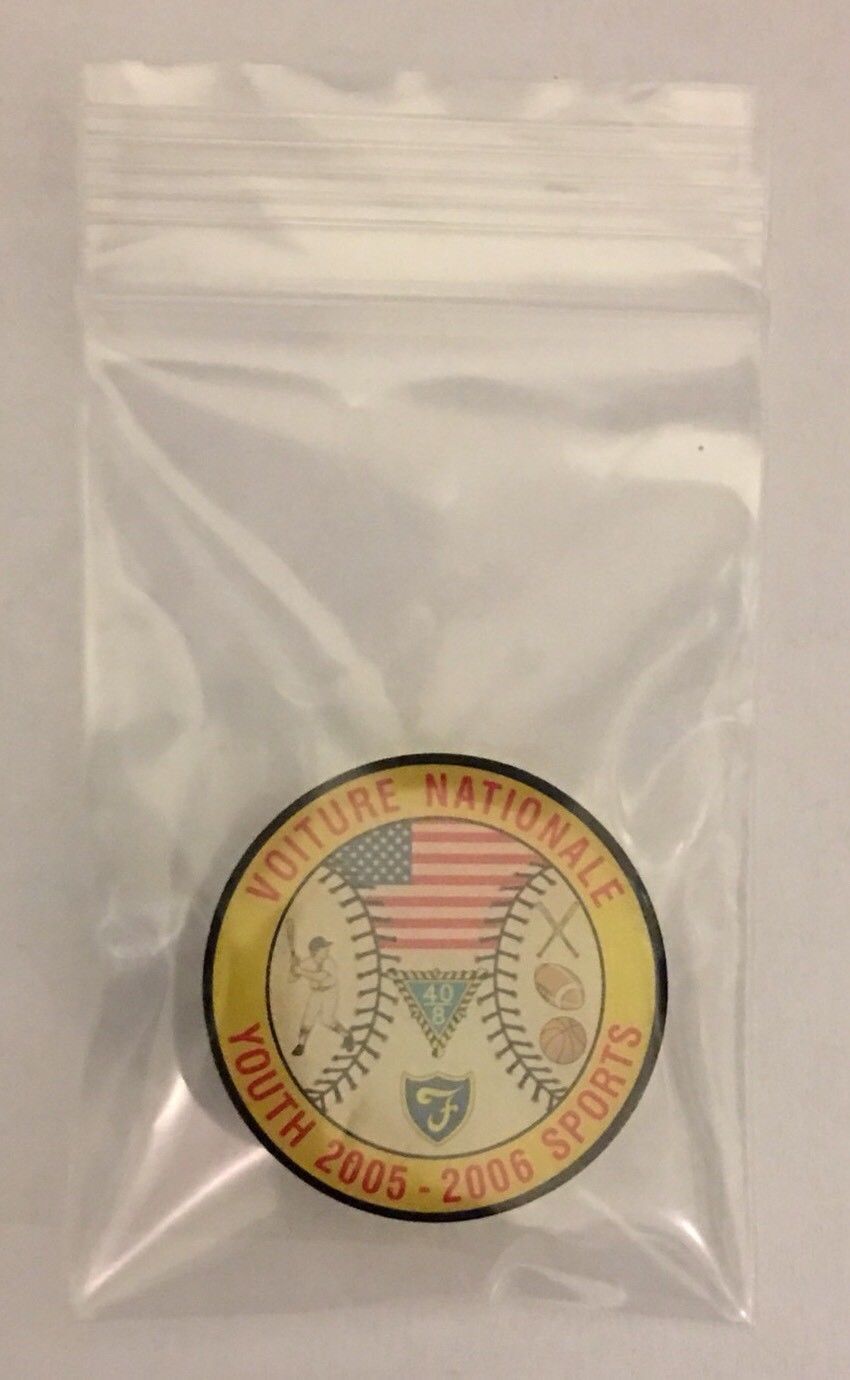 VOITURE NATIONALE
40
8
F
YOUTH 2005 - 2006 SPORTS